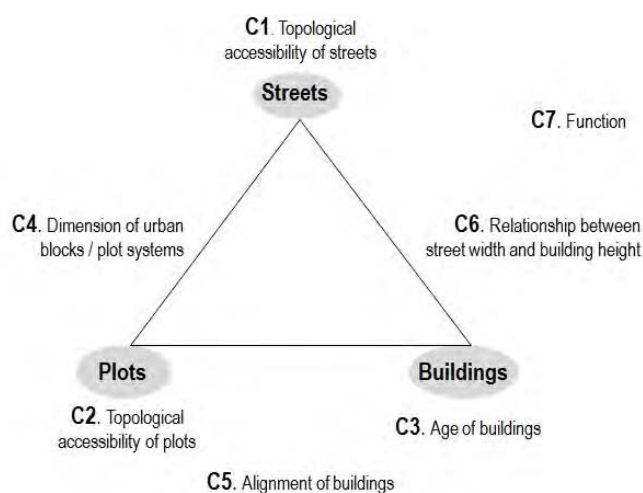 C1. Topological
accessibility of streets
Streets
C7. Function
C4. Dimension of urban
blocks / plot systems
C6. Relationship between
street width and building height
Plots
Buildings
C2. Topological
accessibility of plots
C3. Age of buildings
C5. Alignment of buildings